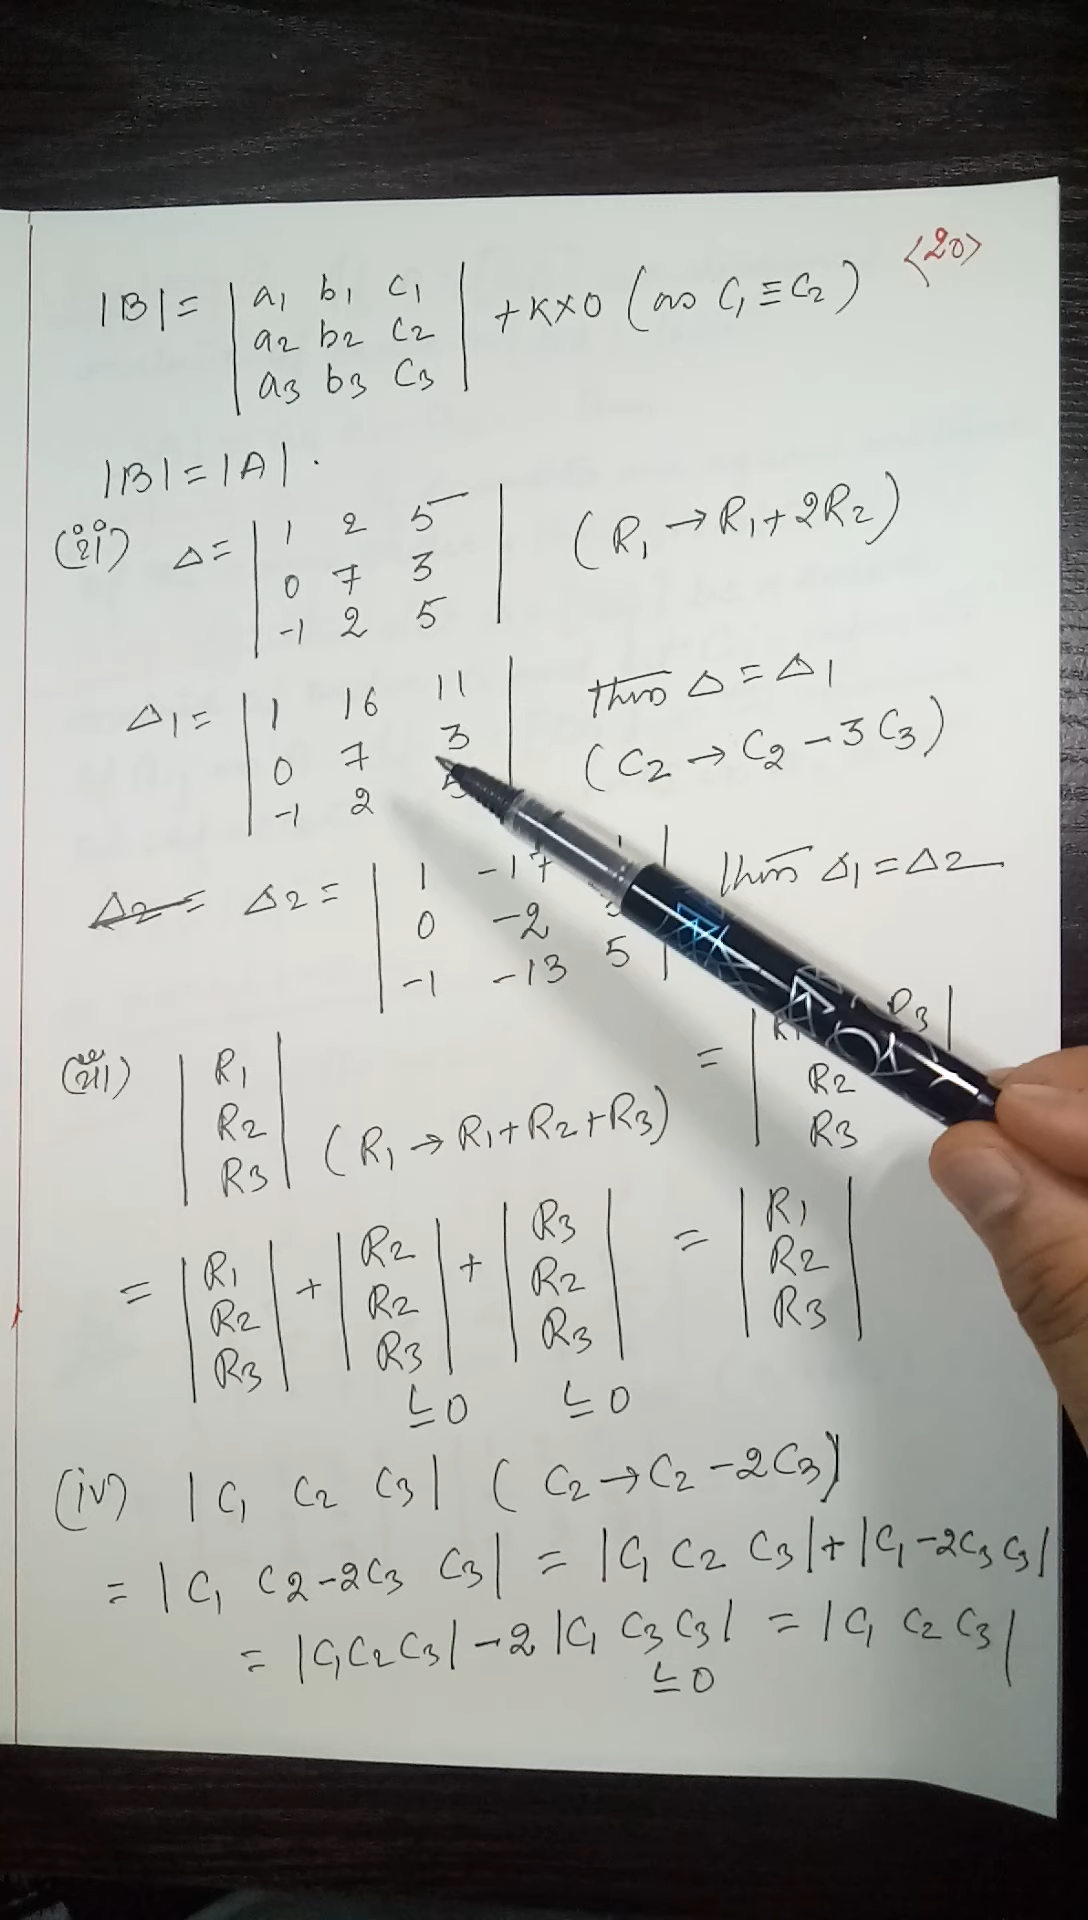 <20>
|B| = | a1 b1 c1 | + K×0 (as C1 ≡ C2)
| a2 b2 c2 |
| a3 b3 c3 |
|B| = |A|.
(ii) Δ = | 1 2 5 | (R1 → R1 + 2R2)
| 0 7 3 |
| -1 2 5 |
Δ1 = | 1 16 11 | Thus Δ = Δ1
| 0 7 3 | (C2 → C2 - 3C3)
| -1 2 5 |
Δ2 = Δ2 = | 1 -17 | Thus Δ1 = Δ2
| 0 -2 3 |
| -1 -13 5 |
(iii) | R1 | = | R1 R3 |
| R2 | (R1 → R1+R2+R3) | R2 |
| R3 | | R3 |
= | R1 | + | R2 | + | R3 | = | R1 |
| R2 | | R2 | | R2 | | R2 |
| R3 | | R3 | | R3 | | R3 |
= 0 = 0
(iv) | C1 C2 C3 | ( C2 → C2 - 2C3)
= | C1 C2-2C3 C3 | = | C1 C2 C3 | + | C1 -2C3 C3 |
= | C1 C2 C3 | - 2 | C1 C3 C3 | = | C1 C2 C3 |
= 0